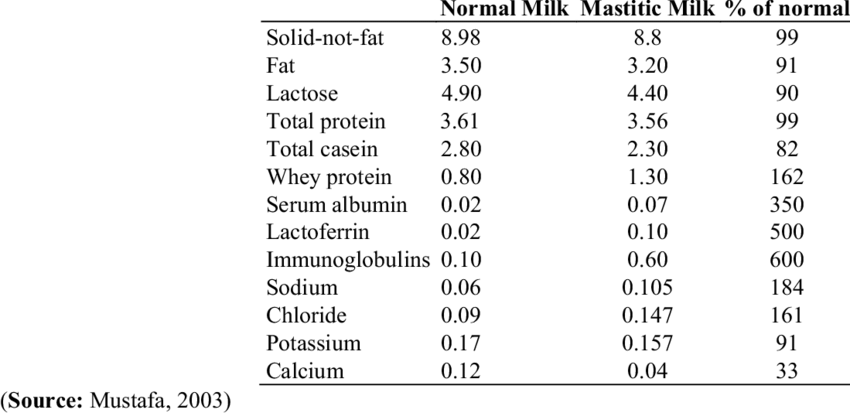 Normal Milk Mastitic Milk % of normal
Solid-not-fat 8.98 8.8 99
Fat 3.50 3.20 91
Lactose 4.90 4.40 90
Total protein 3.61 3.56 99
Total casein 2.80 2.30 82
Whey protein 0.80 1.30 162
Serum albumin 0.02 0.07 350
Lactoferrin 0.02 0.10 500
Immunoglobulins 0.10 0.60 600
Sodium 0.06 0.105 184
Chloride 0.09 0.147 161
Potassium 0.17 0.157 91
Calcium 0.12 0.04 33
(Source: Mustafa, 2003)